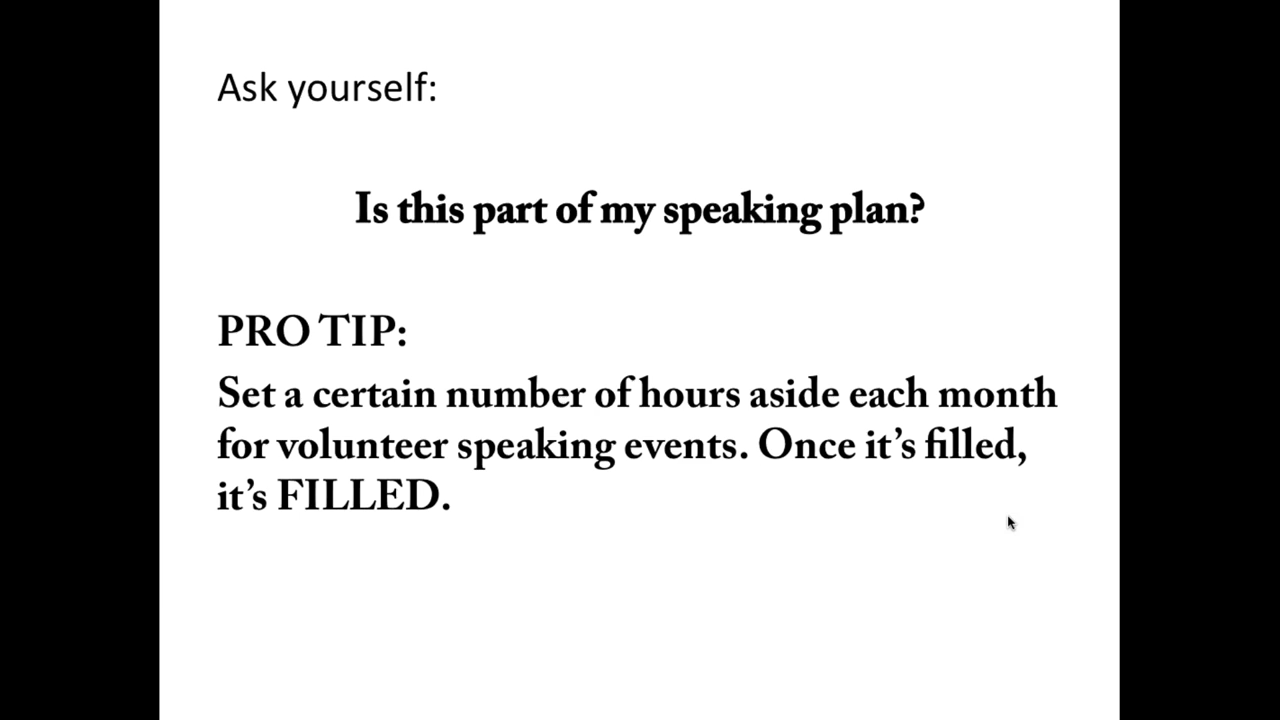 Ask yourself:
Is this part of my speaking plan?
PRO TIP:
Set a certain number of hours aside each month
for volunteer speaking events. Once it’s filled,
it’s FILLED.